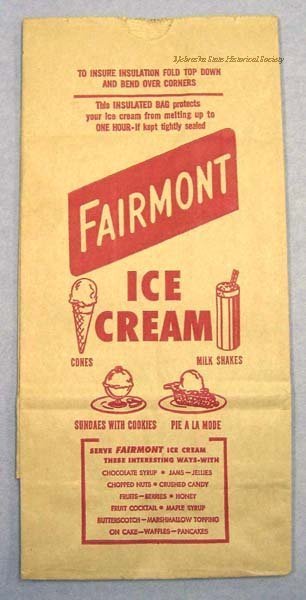 Nebraska State Historical Society
TO INSURE INSULATION FOLD TOP DOWN
AND BEND OVER CORNERS
This INSULATED BAG protects
your ice cream from melting up to
ONE HOUR-if kept tightly sealed
FAIRMONT
ICE
CREAM
CONES
MILK SHAKES
SUNDAES WITH COOKIES
PIE A LA MODE
SERVE FAIRMONT ICE CREAM
THESE INTERESTING WAYS-WITH
CHOCOLATE SYRUP • JAMS-JELLIES
CHOPPED NUTS • CRUSHED CANDY
FRUITS-BERRIES • HONEY
FRUIT COCKTAIL • MAPLE SYRUP
BUTTERSCOTCH-MARSHMALLOW TOPPING
ON CAKE-WAFFLES-PANCAKES